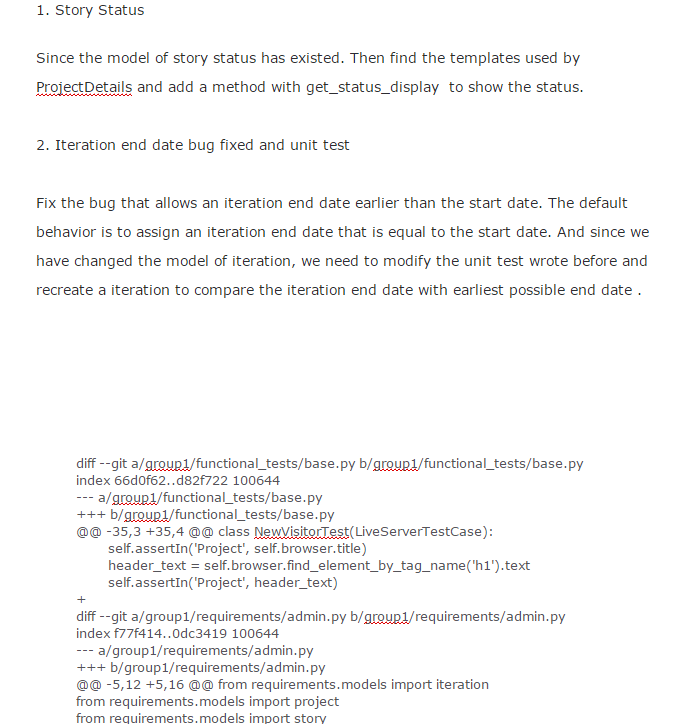 1. Story Status
Since the model of story status has existed. Then find the templates used by
ProjectDetails and add a method with get_status_display  to show the status.
2. Iteration end date bug fixed and unit test
Fix the bug that allows an iteration end date earlier than the start date. The default
behavior is to assign an iteration end date that is equal to the start date. And since we
have changed the model of iteration, we need to modify the unit test wrote before and
recreate a iteration to compare the iteration end date with earliest possible end date .
diff --git a/group1/functional_tests/base.py b/group1/functional_tests/base.py
index 66d0f62..d82f722 100644
--- a/group1/functional_tests/base.py
+++ b/group1/functional_tests/base.py
@@ -35,3 +35,4 @@ class NewVisitorTest(LiveServerTestCase):
self.assertIn('Project', self.browser.title)
header_text = self.browser.find_element_by_tag_name('h1').text
self.assertIn('Project', header_text)
+
diff --git a/group1/requirements/admin.py b/group1/requirements/admin.py
index f77f414..0dc3419 100644
--- a/group1/requirements/admin.py
+++ b/group1/requirements/admin.py
@@ -5,12 +5,16 @@ from requirements.models import iteration
from requirements.models import project
from requirements.models import story